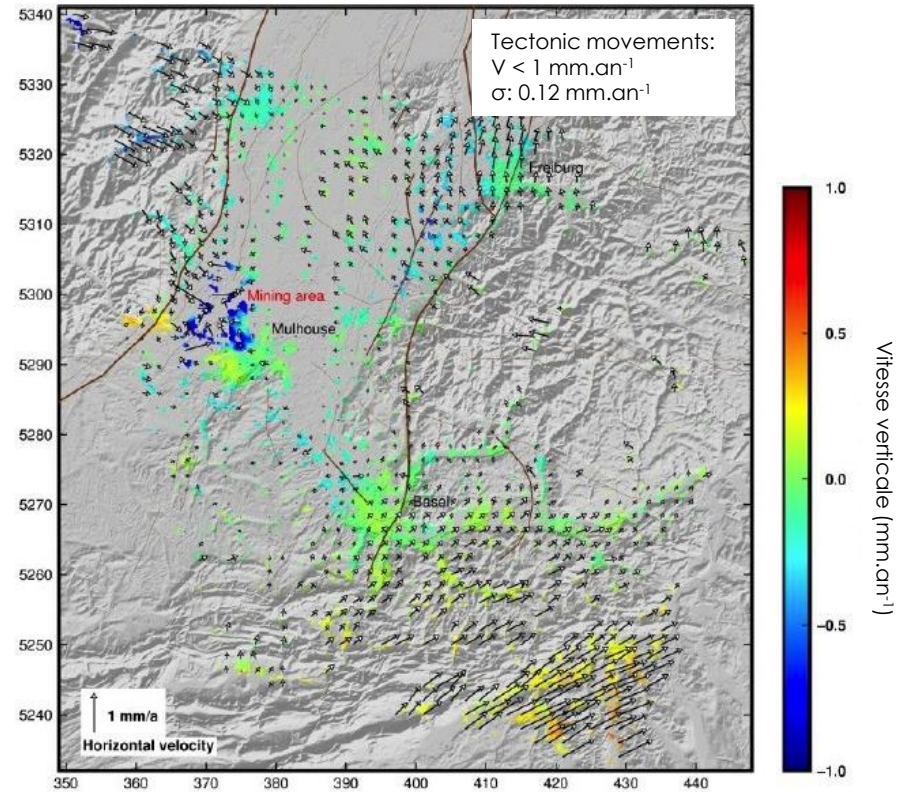 Tectonic movements:
V < 1 mm.an-1
σ: 0.12 mm.an-1
5340
5330
5320
5310
5300
5290
5280
5270
5260
5250
5240
Freiburg
Mining area
Mulhouse
Basel
1 mm/a
Horizontal velocity
350 360 370 380 390 400 410 420 430 440
1.0
0.5
0.0
−0.5
−1.0
Vitesse verticale (mm.an-1)